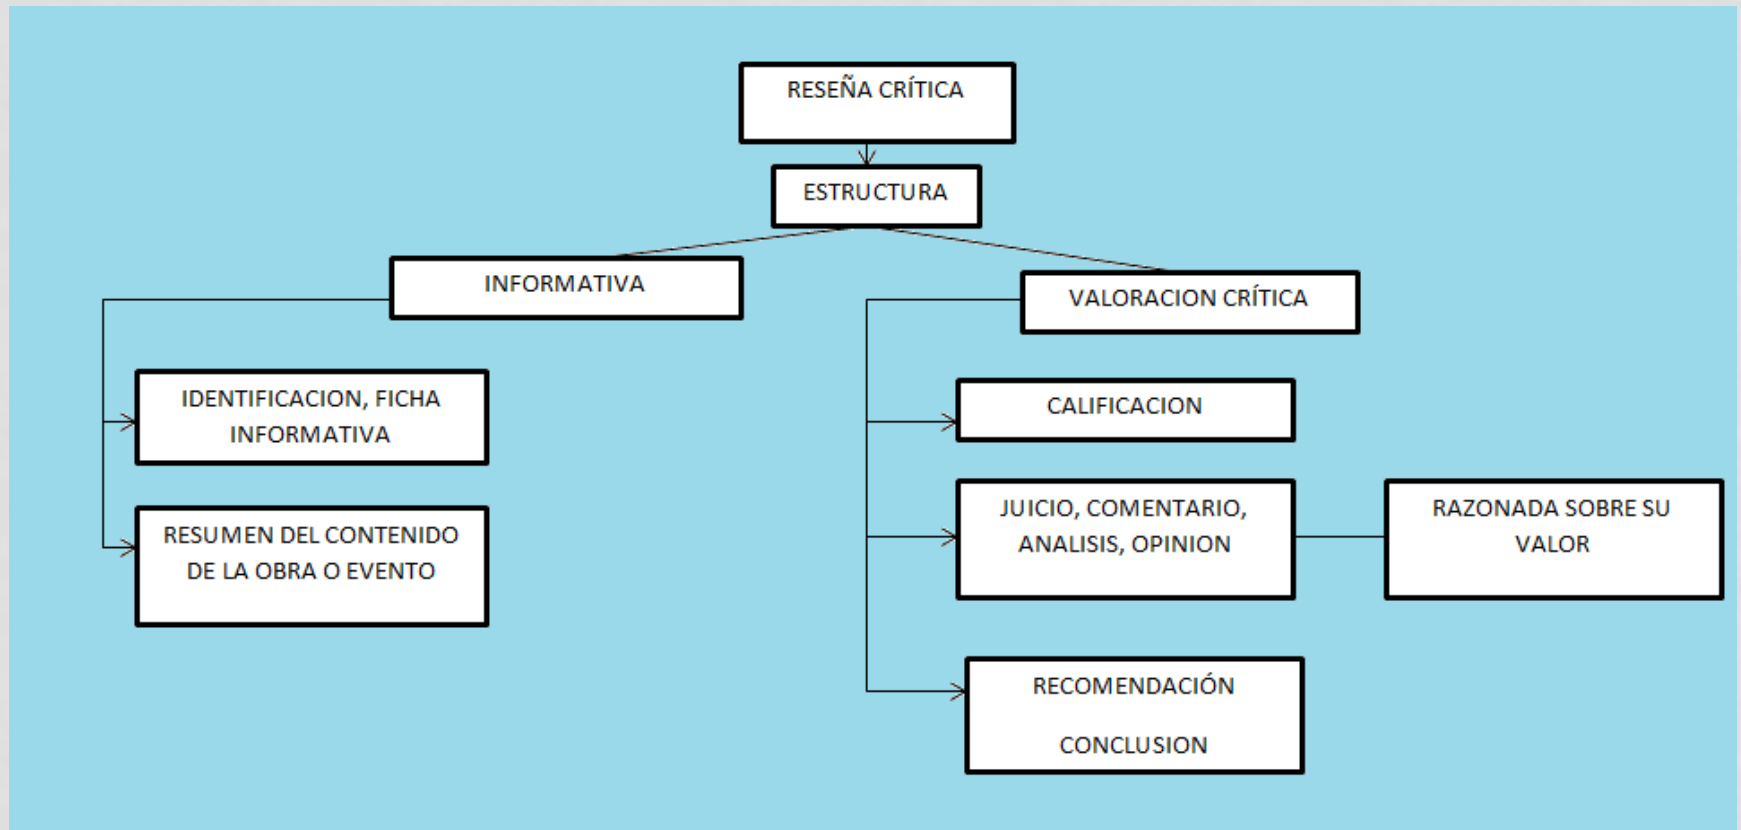 RESEÑA CRÍTICA
ESTRUCTURA
INFORMATIVA
IDENTIFICACION, FICHA
INFORMATIVA
RESUMEN DEL CONTENIDO
DE LA OBRA O EVENTO
VALORACION CRÍTICA
CALIFICACION
JUICIO, COMENTARIO,
ANALISIS, OPINION
RAZONADA SOBRE SU
VALOR
RECOMENDACIÓN
CONCLUSION